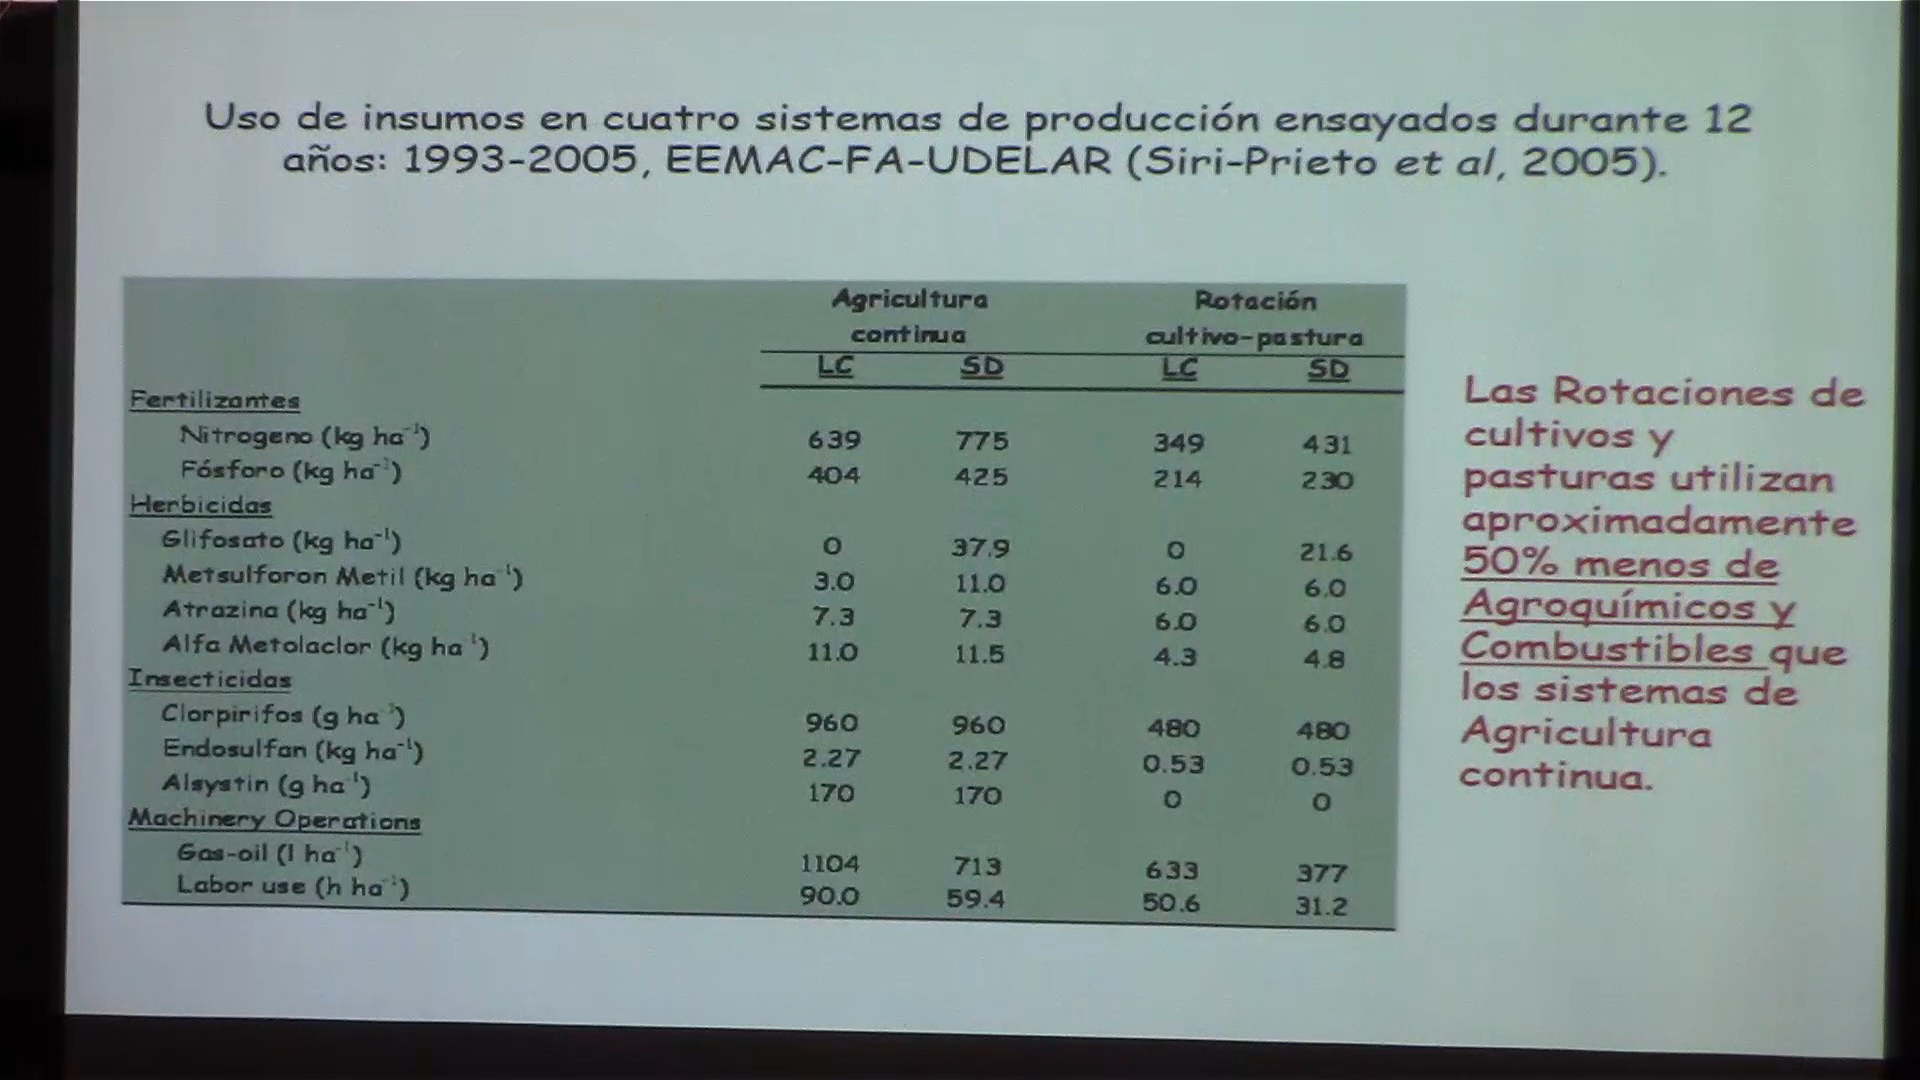 Uso de insumos en cuatro sistemas de producción ensayados durante 12
años: 1993-2005, EEMAC-FA-UDELAR (Siri-Prieto et al, 2005).
Agricultura Rotación
continua cultivo-pastura
LC SD LC SD
Fertilizantes
Nitrogeno (kg ha⁻¹) 639 775 349 431
Fósforo (kg ha⁻¹) 404 425 214 230
Herbicidas
Glifosato (kg ha⁻¹) 0 37.9 0 21.6
Metsulforon Metil (kg ha⁻¹) 3.0 11.0 6.0 6.0
Atrazina (kg ha⁻¹) 7.3 7.3 6.0 6.0
Alfa Metolaclor (kg ha⁻¹) 11.0 11.5 4.3 4.8
Insecticidas
Clorpirifos (g ha⁻¹) 960 960 480 480
Endosulfan (kg ha⁻¹) 2.27 2.27 0.53 0.53
Alsystin (g ha⁻¹) 170 170 0 0
Machinery Operations
Gas-oil (l ha⁻¹) 1104 713 633 377
Labor use (h ha⁻¹) 90.0 59.4 50.6 31.2
Las Rotaciones de
cultivos y
pasturas utilizan
aproximadamente
50% menos de
Agroquímicos y
Combustibles que
los sistemas de
Agricultura
continua.